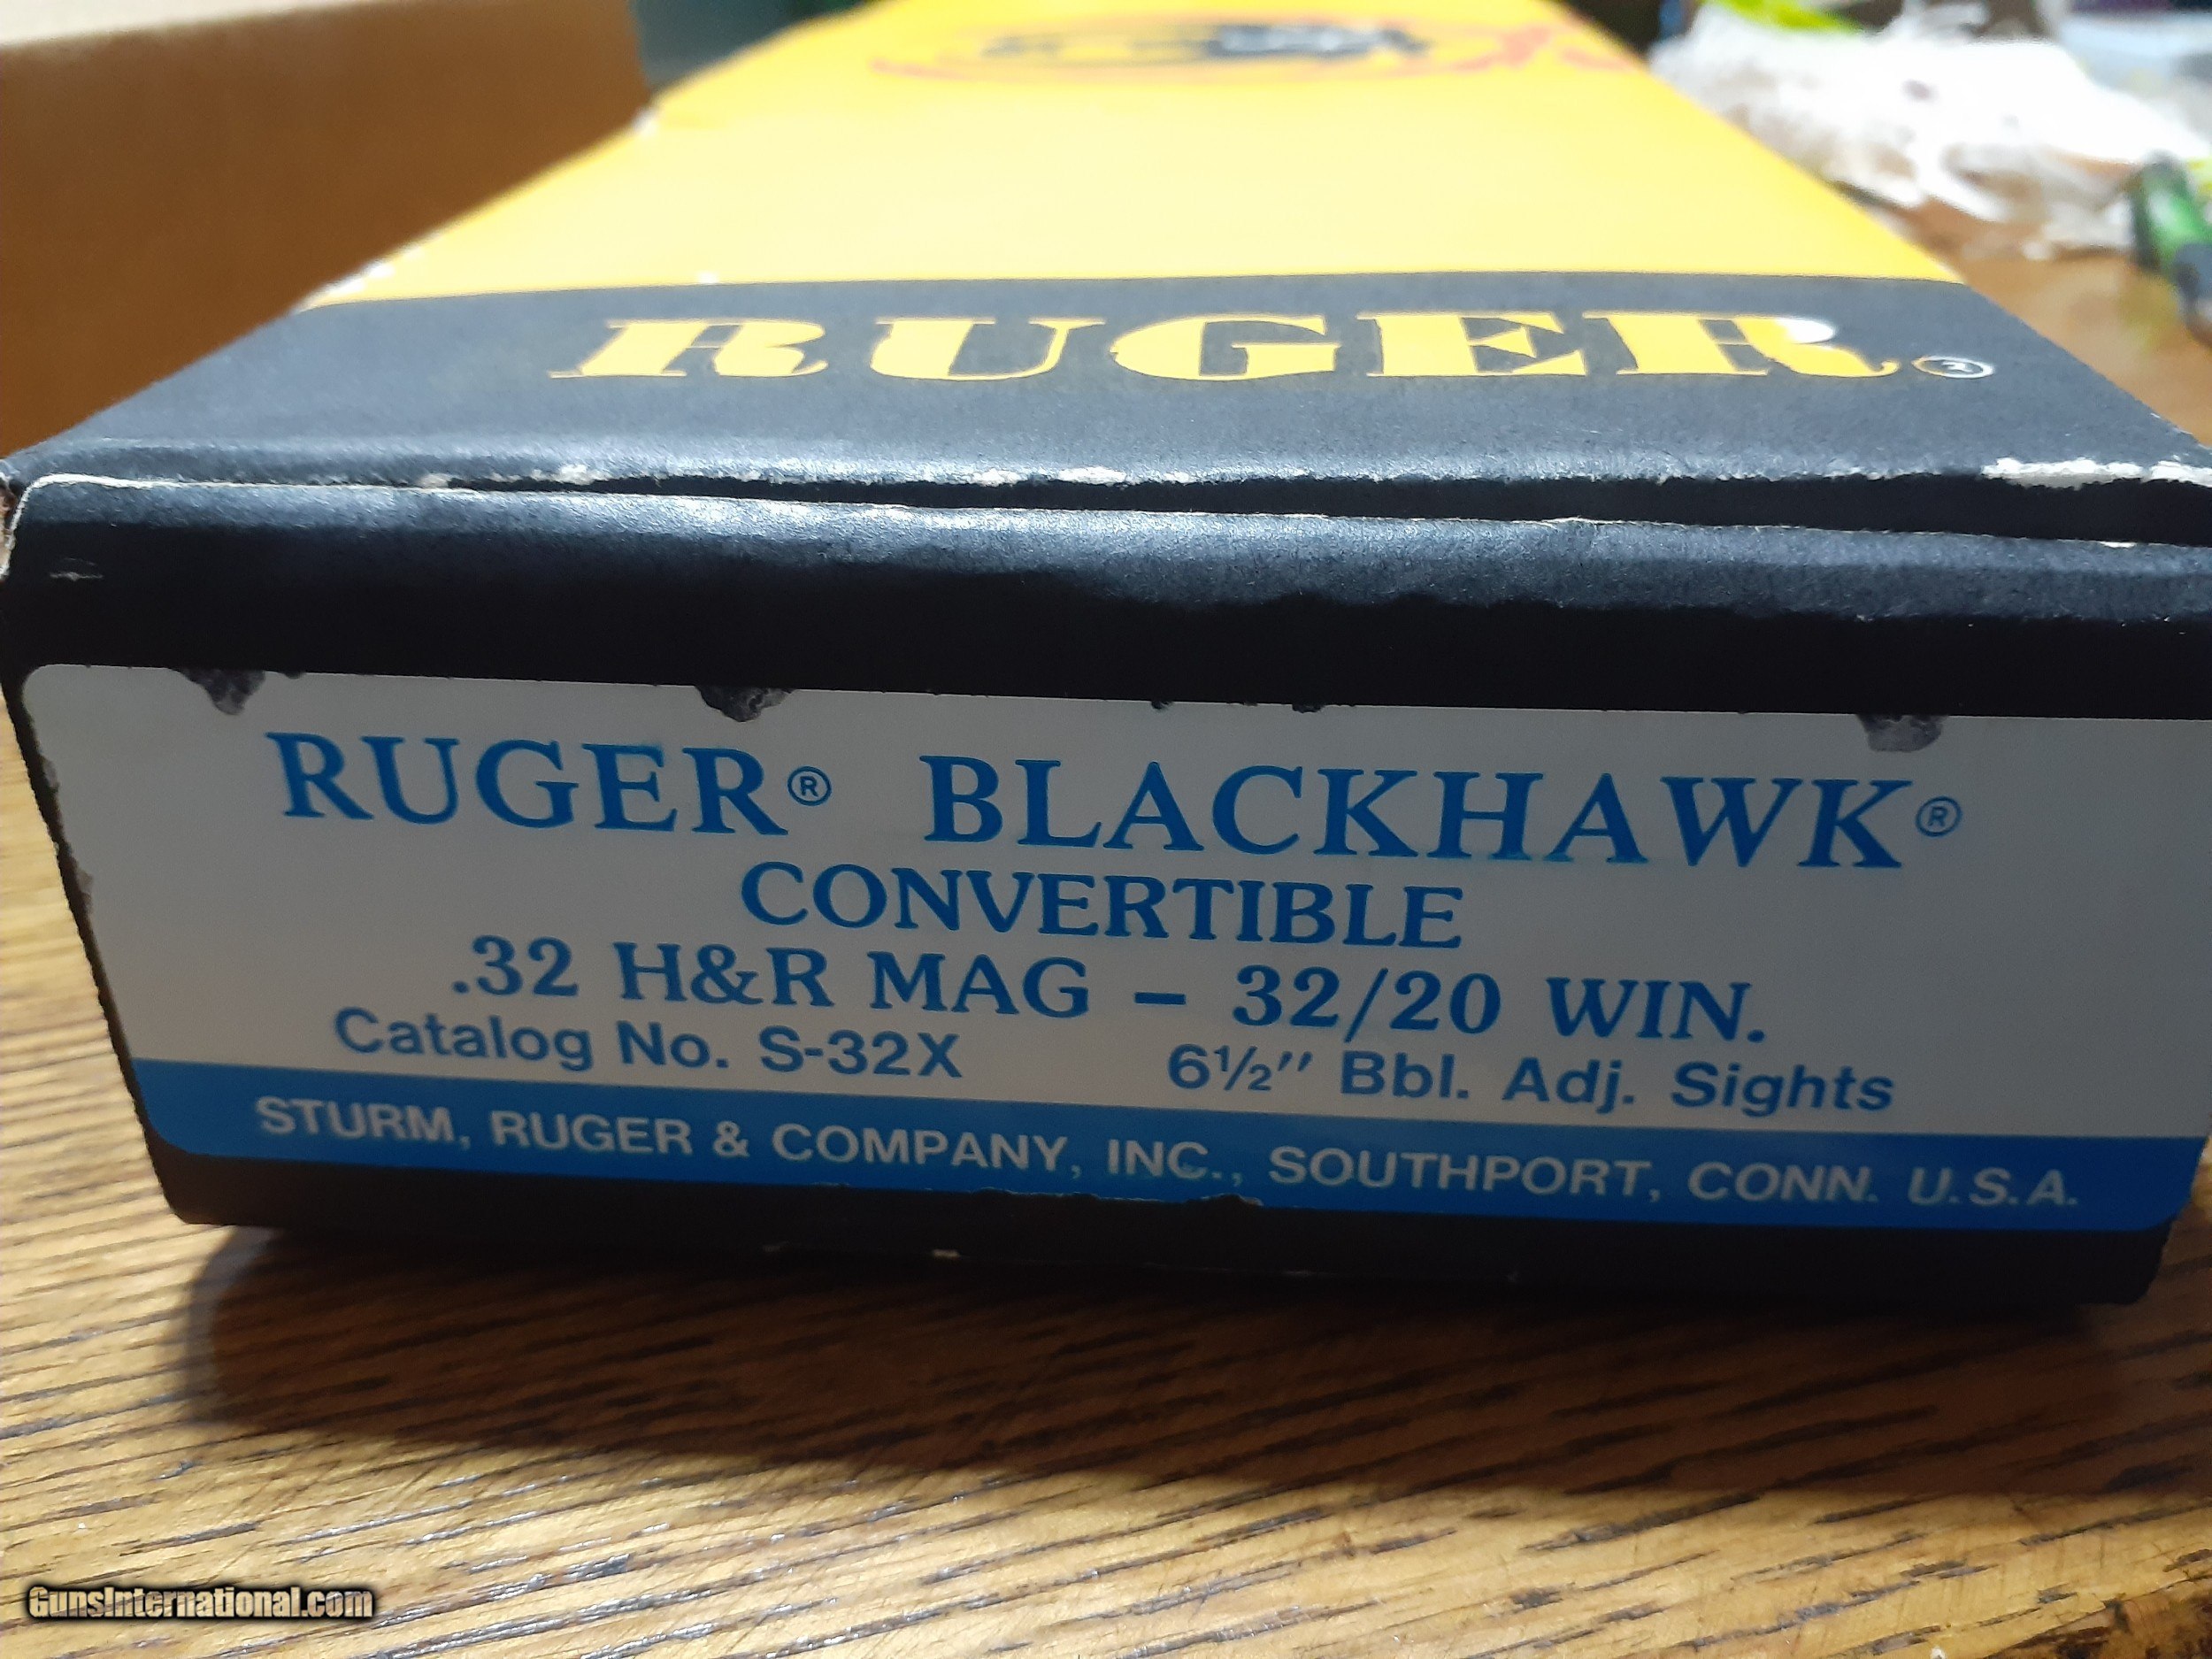 RUGER®
RUGER® BLACKHAWK®
CONVERTIBLE
.32 H&R MAG – 32/20 WIN.
Catalog No. S-32X 6½" Bbl. Adj. Sights
STURM, RUGER & COMPANY, INC., SOUTHPORT, CONN. U.S.A.
GunsInternational.com